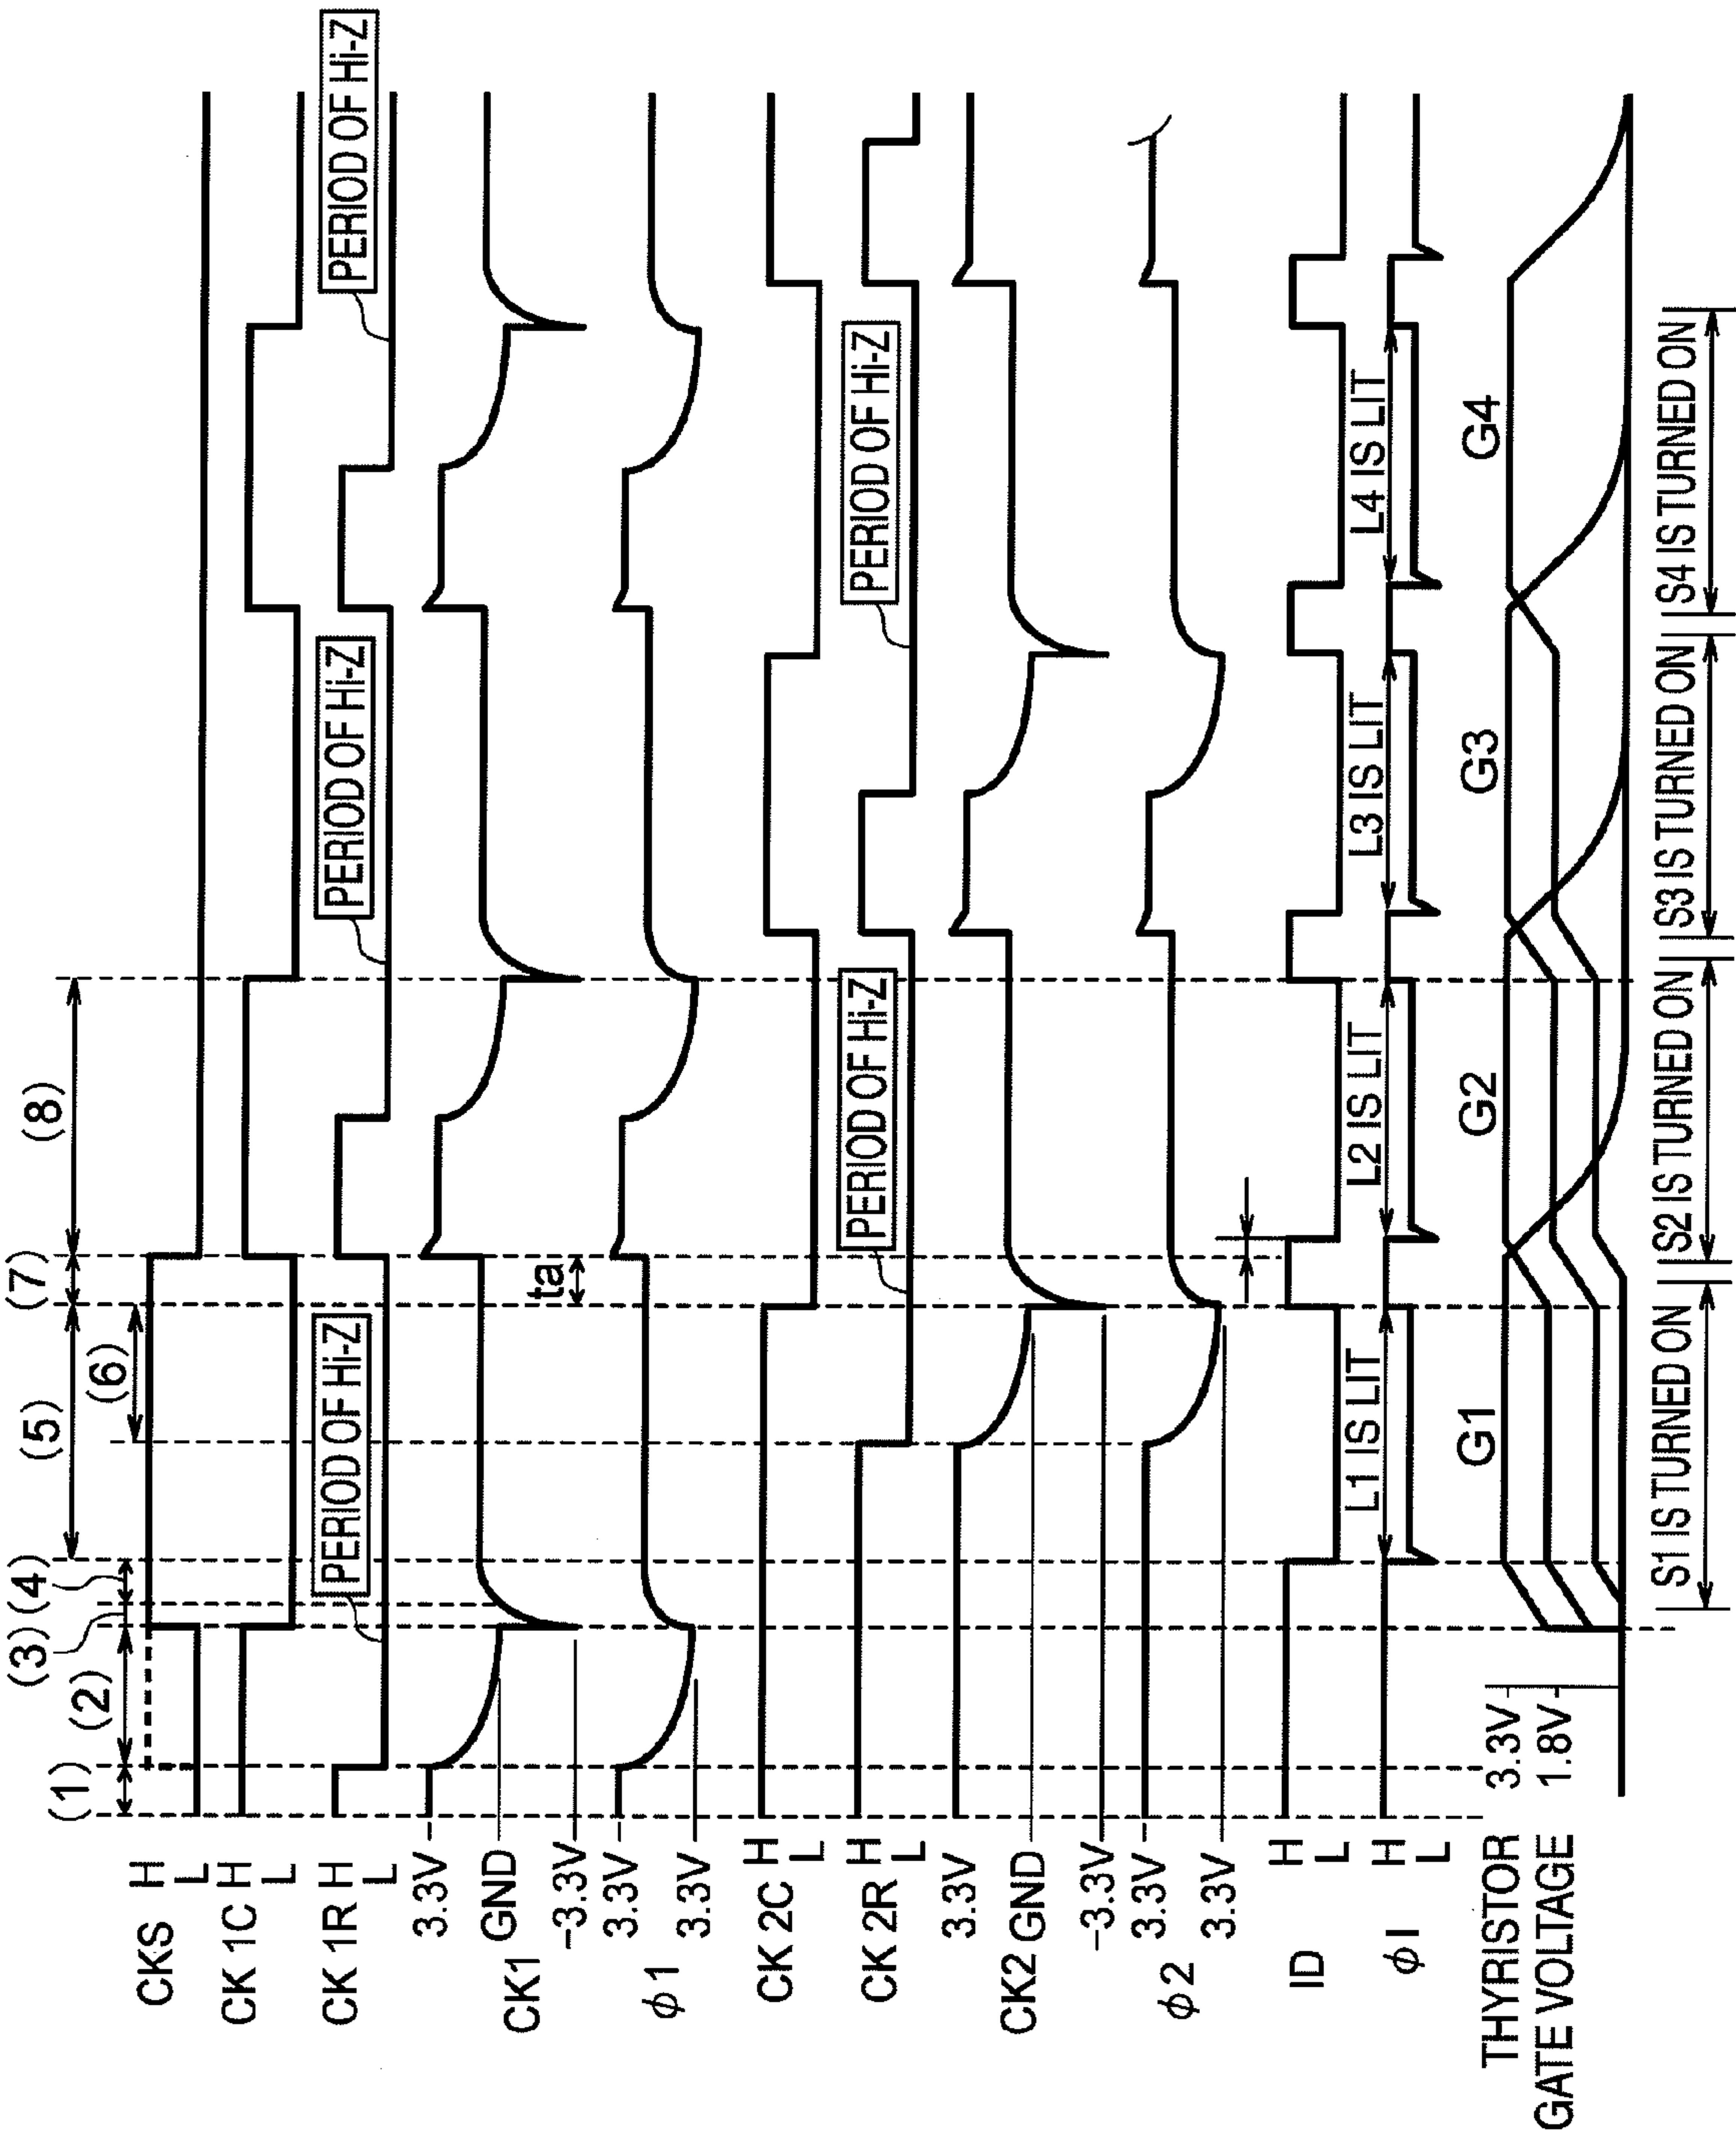 (1) (2) (3) (4) (5) (6) (7) (8)
CKS H L
CK 1C H L
CK 1R H L
PERIOD OF Hi-Z
PERIOD OF Hi-Z
PERIOD OF Hi-Z
CK1 3.3V GND -3.3V
ta
ϕ1 3.3V 3.3V
CK 2C H L
CK 2R H L
PERIOD OF Hi-Z
PERIOD OF Hi-Z
CK2 3.3V GND -3.3V
ϕ2 3.3V 3.3V
ID H L
ϕI H L
L1 IS LIT L2 IS LIT L3 IS LIT L4 IS LIT
THYRISTOR
GATE VOLTAGE
3.3V
1.8V
G1 G2 G3 G4
S1 IS TURNED ON S2 IS TURNED ON S3 IS TURNED ON S4 IS TURNED ON